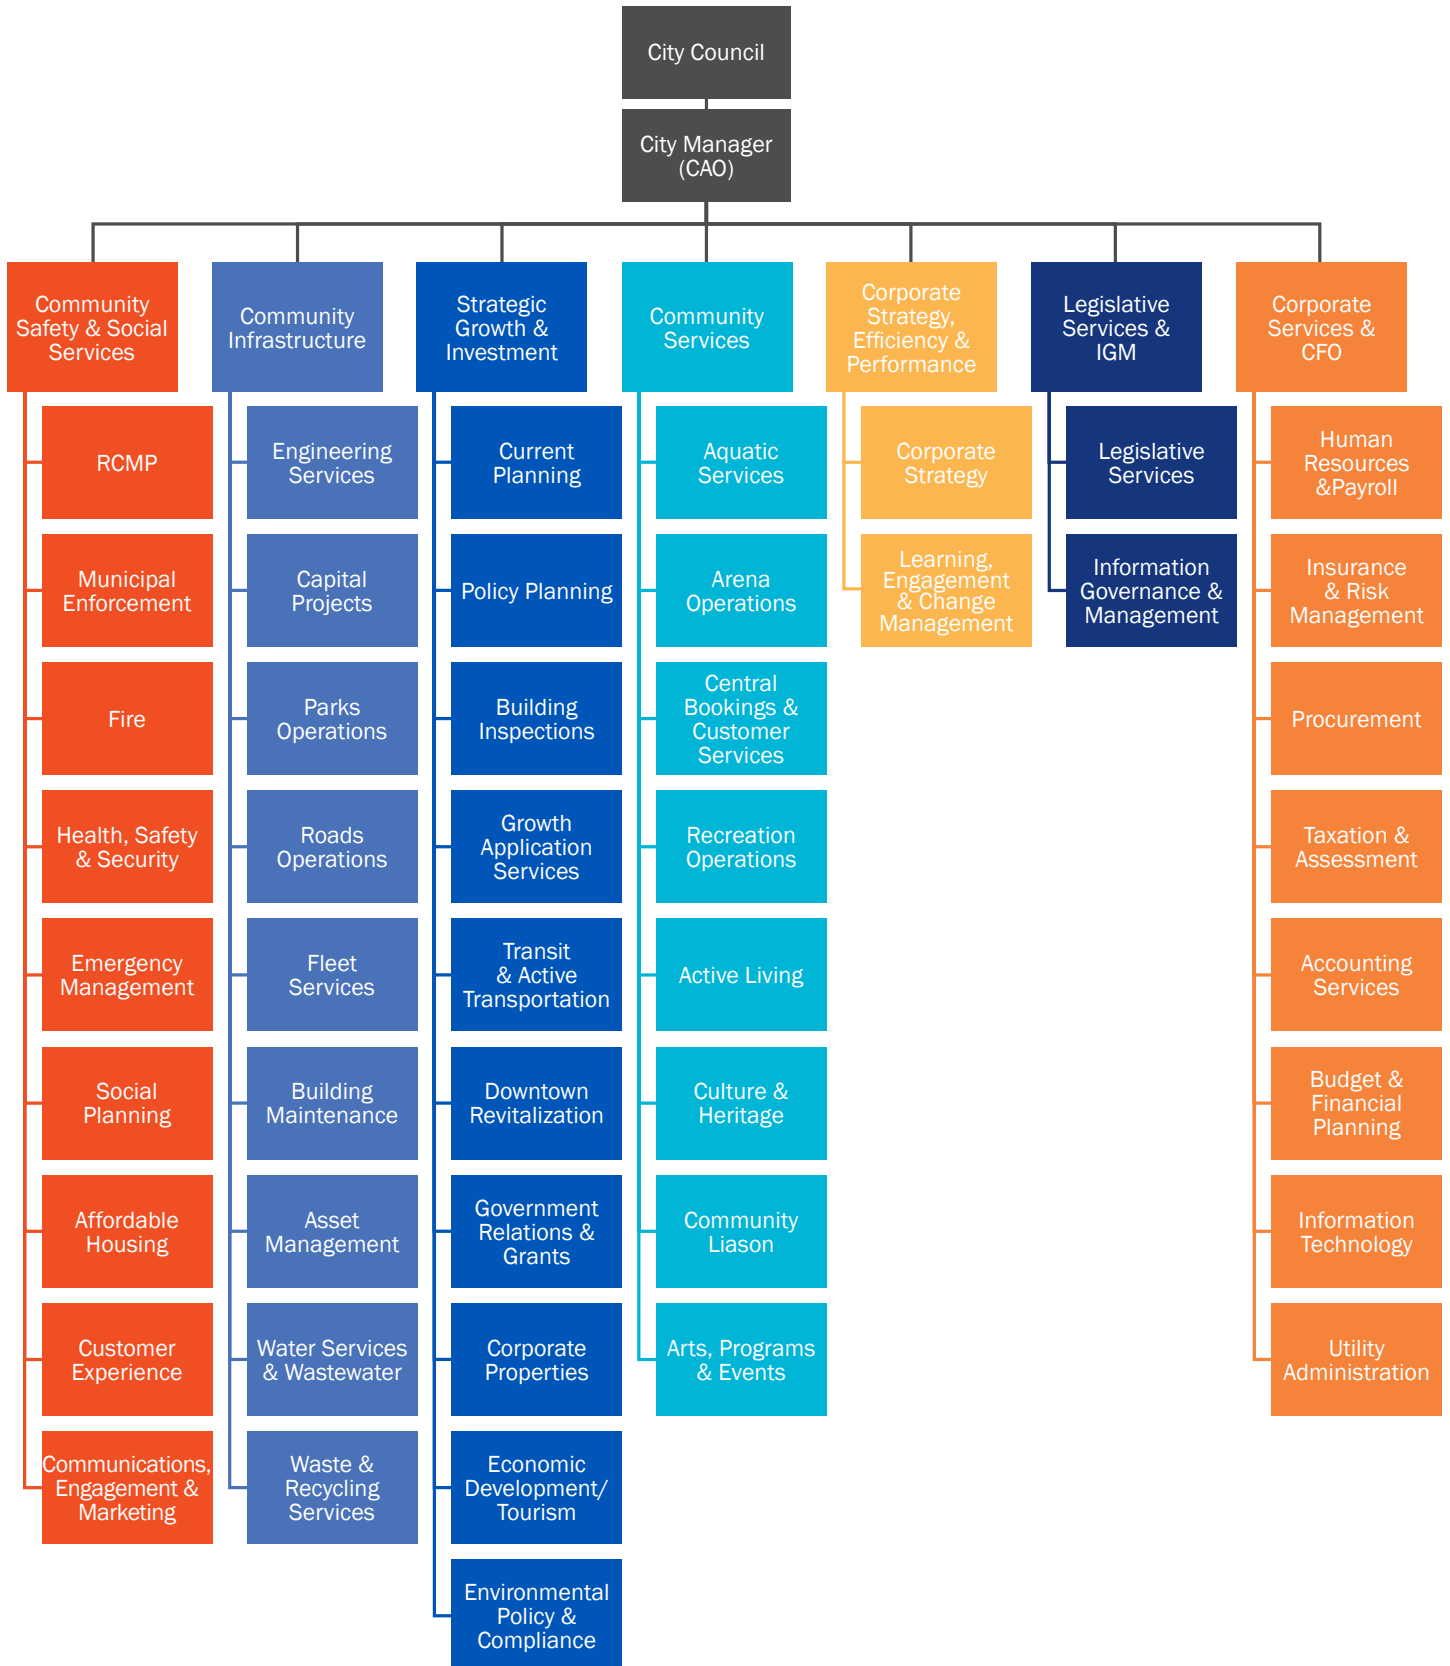 City Council
City Manager
(CAO)
Community
Safety & Social
Services
RCMP
Municipal
Enforcement
Fire
Health, Safety
& Security
Emergency
Management
Social
Planning
Affordable
Housing
Customer
Experience
Communications,
Engagement &
Marketing
Community
Infrastructure
Engineering
Services
Capital
Projects
Parks
Operations
Roads
Operations
Fleet
Services
Building
Maintenance
Asset
Management
Water Services
& Wastewater
Waste &
Recycling
Services
Strategic
Growth &
Investment
Current
Planning
Policy Planning
Building
Inspections
Growth
Application
Services
Transit
& Active
Transportation
Downtown
Revitalization
Government
Relations &
Grants
Corporate
Properties
Economic
Development/
Tourism
Environmental
Policy &
Compliance
Community
Services
Aquatic
Services
Arena
Operations
Central
Bookings &
Customer
Services
Recreation
Operations
Active Living
Culture &
Heritage
Community
Liason
Arts, Programs
& Events
Corporate
Strategy,
Efficiency &
Performance
Corporate
Strategy
Learning,
Engagement
& Change
Management
Legislative
Services &
IGM
Legislative
Services
Information
Governance &
Management
Corporate
Services &
CFO
Human
Resources
&Payroll
Insurance
& Risk
Management
Procurement
Taxation &
Assessment
Accounting
Services
Budget &
Financial
Planning
Information
Technology
Utility
Administration